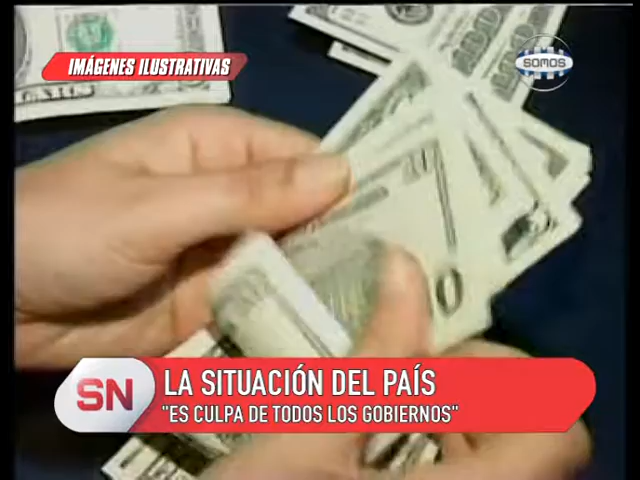 IMÁGENES ILUSTRATIVAS
SOMOS
SN
LA SITUACIÓN DEL PAÍS
"ES CULPA DE TODOS LOS GOBIERNOS"